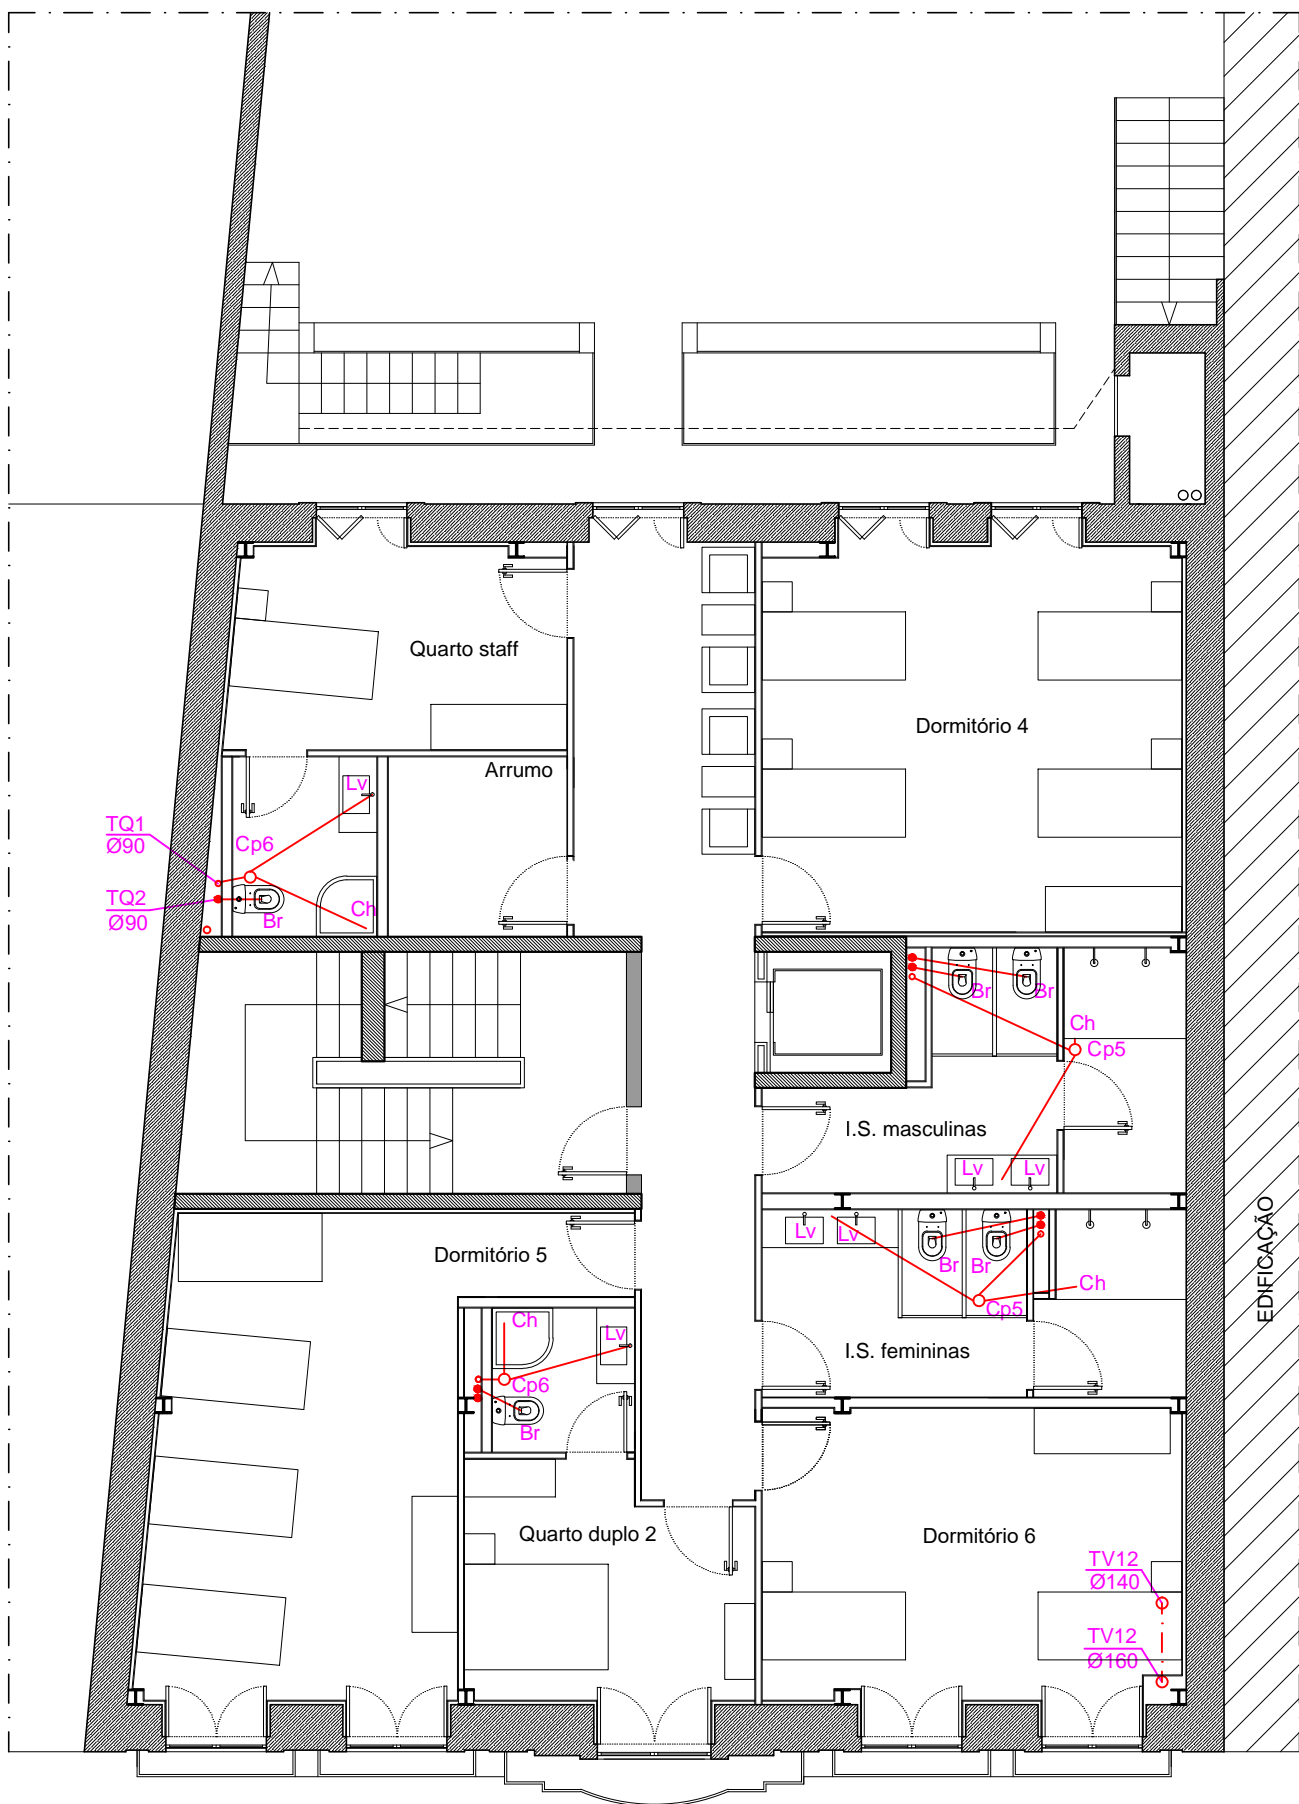 Quarto staff
Dormitório 4
Arrumo
Lv
TQ1
Ø90
Cp6
TQ2
Ø90
Br
Ch
Br
Br
Ch
Cp5
I.S. masculinas
Lv
Lv
EDIFICAÇÃO
Lv
Lv
Dormitório 5
Br
Br
Ch
Cp5
Ch
Lv
I.S. femininas
Cp6
Br
Quarto duplo 2
Dormitório 6
TV12
Ø140
TV12
Ø160